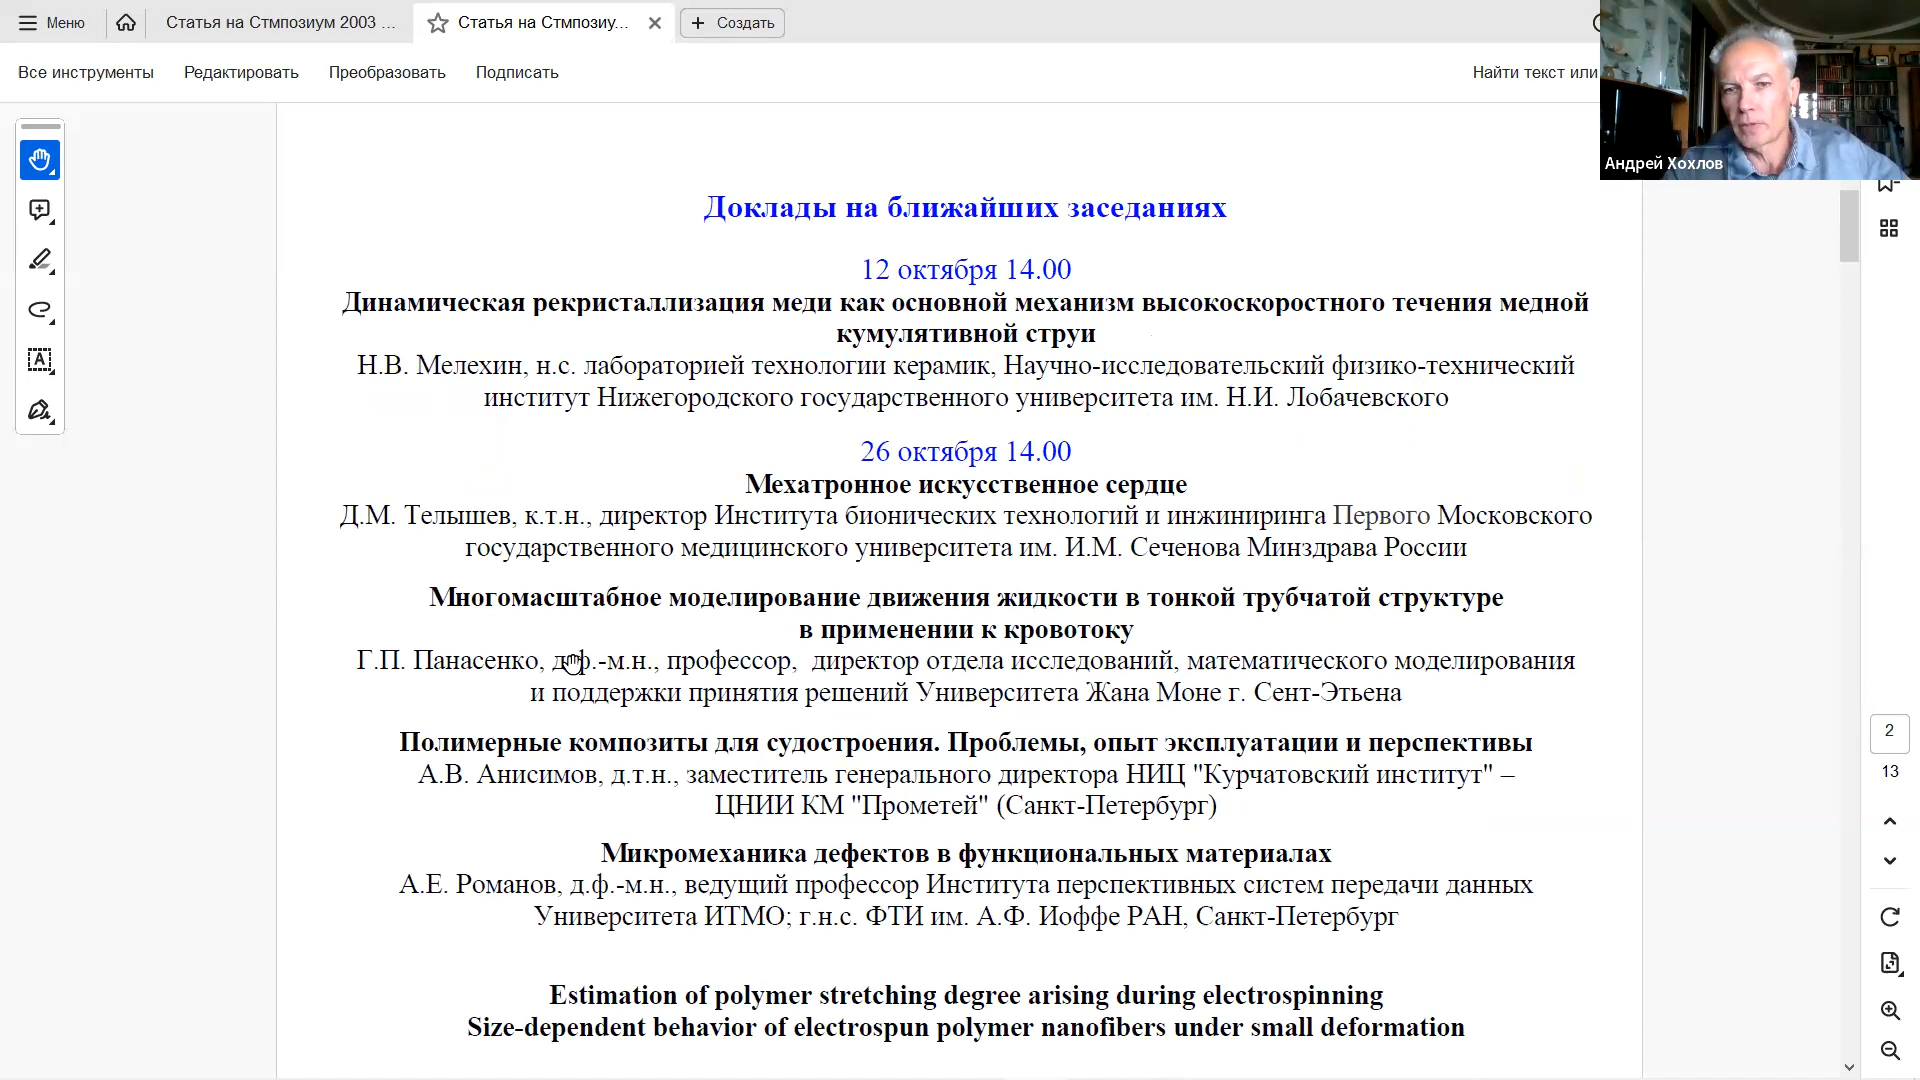 Меню
Статья на Стмпозиум 2003 ...
Статья на Стмпозиу...
Создать
Все инструменты
Редактировать
Преобразовать
Подписать
Найти текст или
Андрей Хохлов
Доклады на ближайших заседаниях
12 октября 14.00
Динамическая рекристаллизация меди как основной механизм высокоскоростного течения медной
кумулятивной струи
Н.В. Мелехин, н.с. лабораторией технологии керамик, Научно-исследовательский физико-технический
институт Нижегородского государственного университета им. Н.И. Лобачевского
26 октября 14.00
Мехатронное искусственное сердце
Д.М. Телышев, к.т.н., директор Института бионических технологий и инжиниринга Первого Московского
государственного медицинского университета им. И.М. Сеченова Минздрава России
Многомасштабное моделирование движения жидкости в тонкой трубчатой структуре
в применении к кровотоку
Г.П. Панасенко, д.ф.-м.н., профессор, директор отдела исследований, математического моделирования
и поддержки принятия решений Университета Жана Моне г. Сент-Этьена
Полимерные композиты для судостроения. Проблемы, опыт эксплуатации и перспективы
А.В. Анисимов, д.т.н., заместитель генерального директора НИЦ "Курчатовский институт" –
ЦНИИ КМ "Прометей" (Санкт-Петербург)
Микромеханика дефектов в функциональных материалах
А.Е. Романов, д.ф.-м.н., ведущий профессор Института перспективных систем передачи данных
Университета ИТМО; г.н.с. ФТИ им. А.Ф. Иоффе РАН, Санкт-Петербург
Estimation of polymer stretching degree arising during electrospinning
Size-dependent behavior of electrospun polymer nanofibers under small deformation
2
13